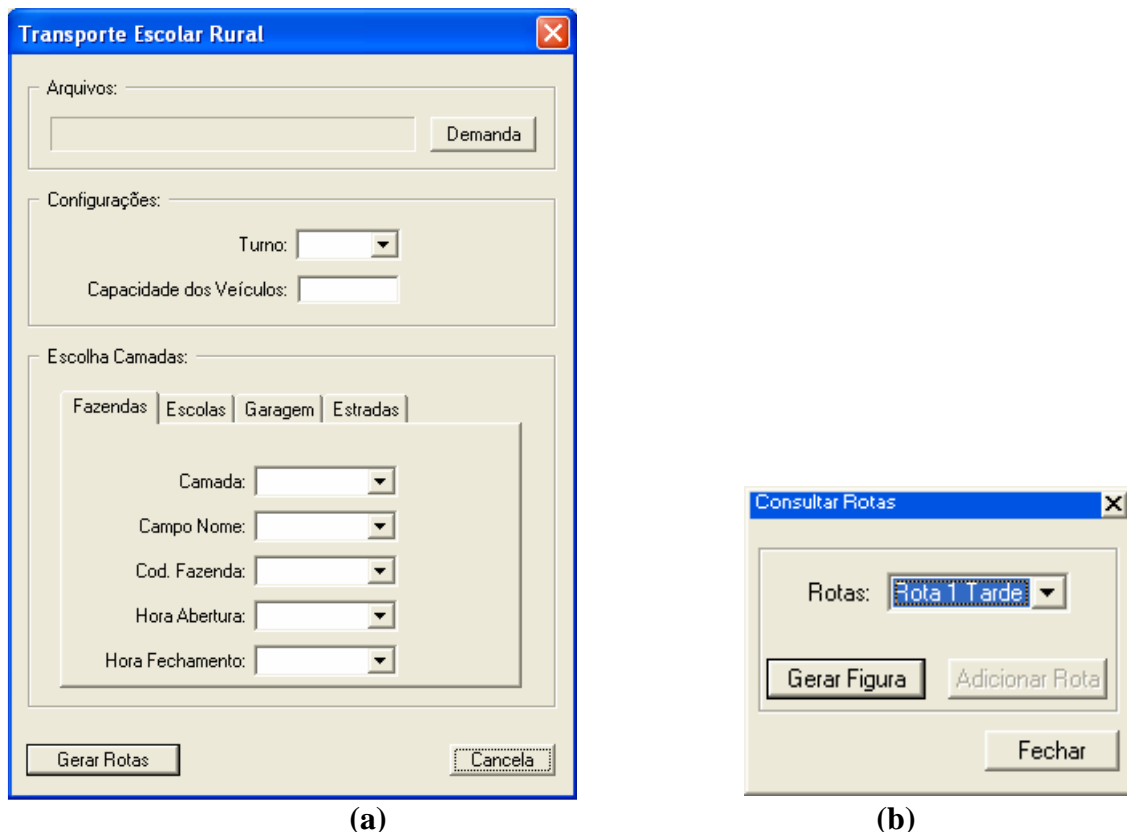 Transporte Escolar Rural
Arquivos:
Demanda
Configurações:
Turno:
Capacidade dos Veículos:
Escolha Camadas:
Fazendas Escolas Garagem Estradas
Camada:
Campo Nome:
Cod. Fazenda:
Hora Abertura:
Hora Fechamento:
Gerar Rotas Cancela
(a)
Consultar Rotas
Rotas: Rota 1 Tarde
Gerar Figura Adicionar Rota
Fechar
(b)